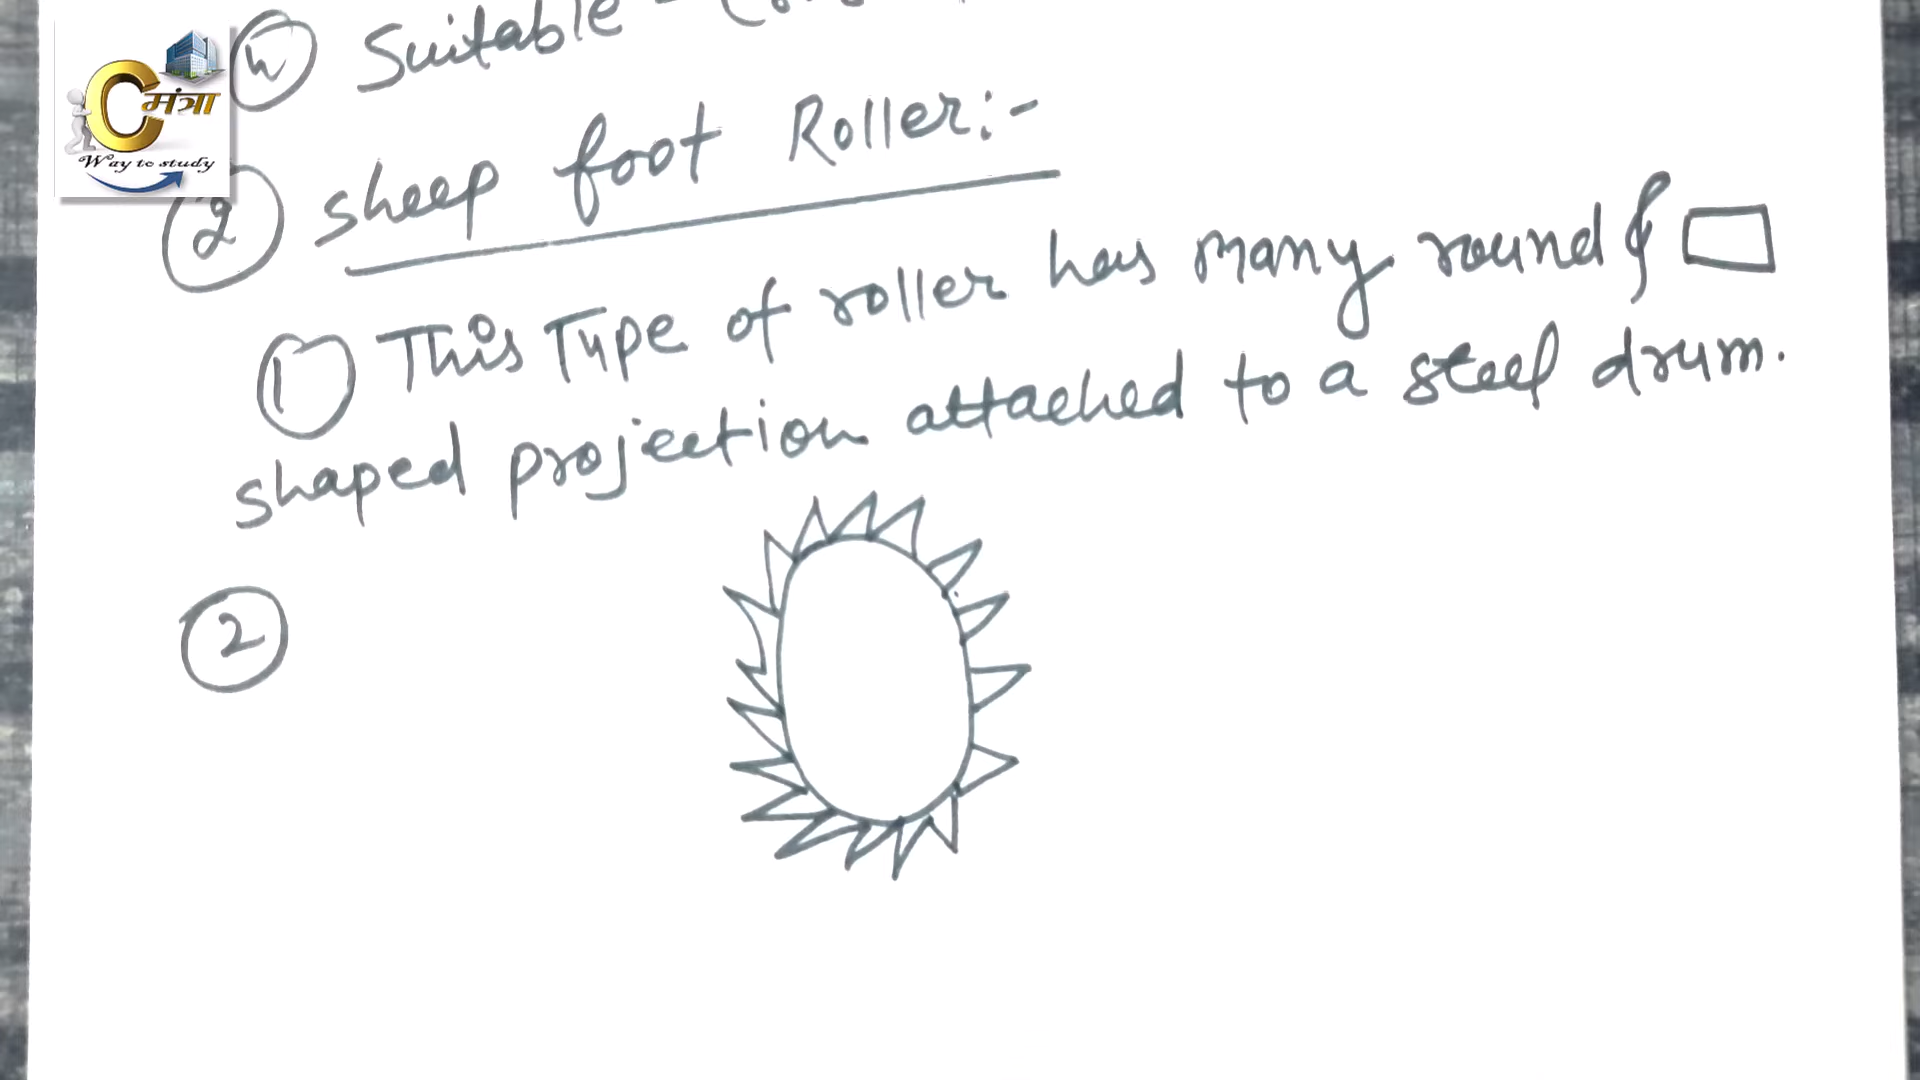 ④ Suitable -
② Sheep foot Roller:-
① This Type of roller has many round & ▭
shaped projection attached to a steel drum.
②
C मंत्रा
Way to study